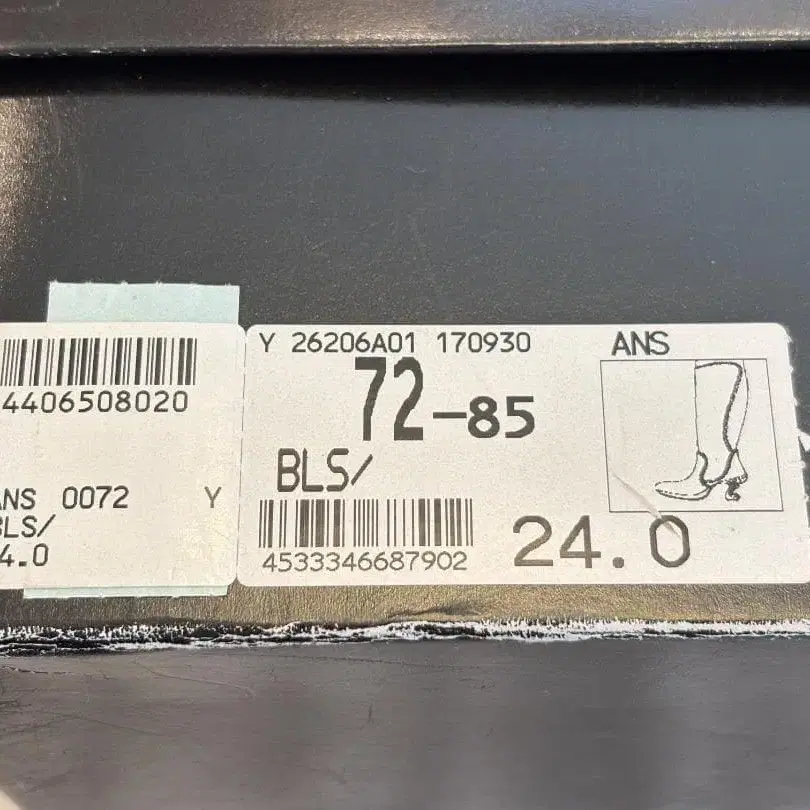 4406508020
ANS 0072 Y
BLS/
4.0
Y 26206A01 170930 ANS
72-85
BLS/
4533346687902
24.0